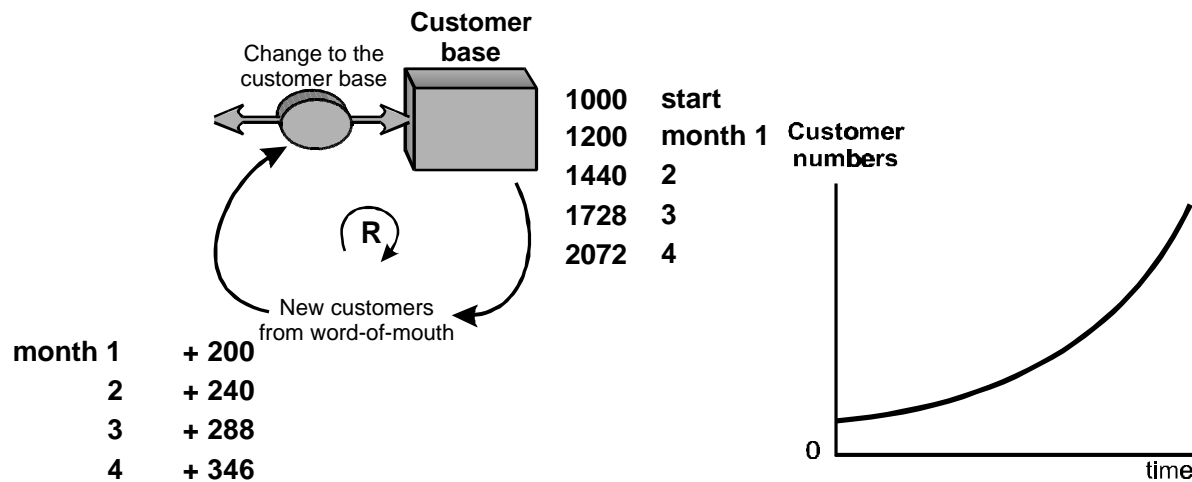 Customer
base
Change to the
customer base
1000 start
1200 month 1
1440 2
1728 3
2072 4
R
New customers
from word-of-mouth
month 1 + 200
2 + 240
3 + 288
4 + 346
Customer
numbers
0
time